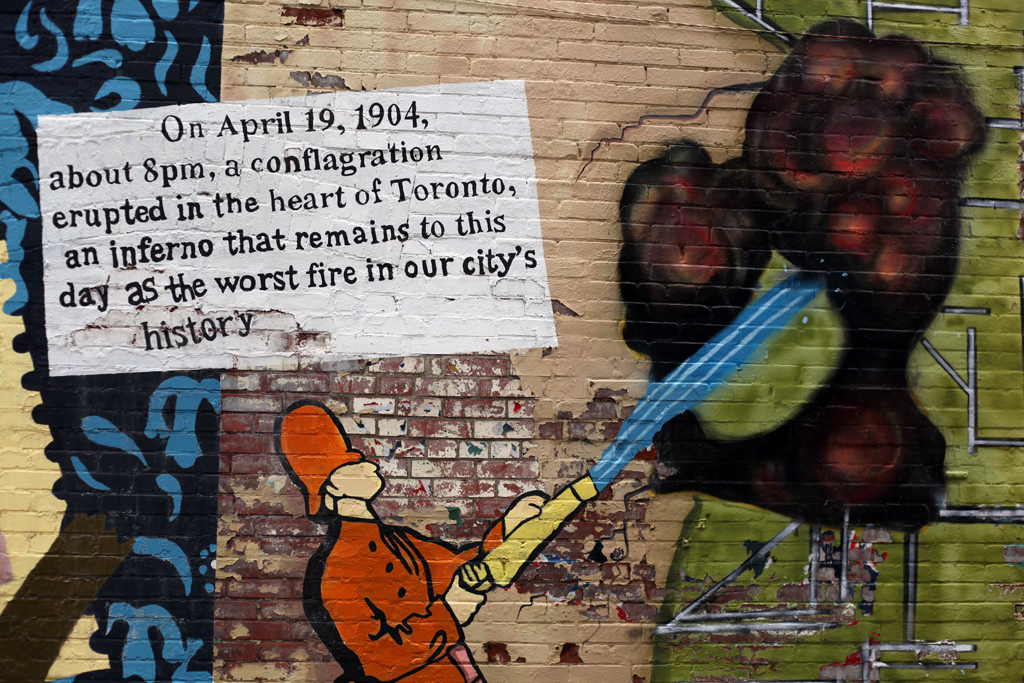 On April 19, 1904,
about 8pm, a conflagration
erupted in the heart of Toronto,
an inferno that remains to this
day as the worst fire in our city's
history